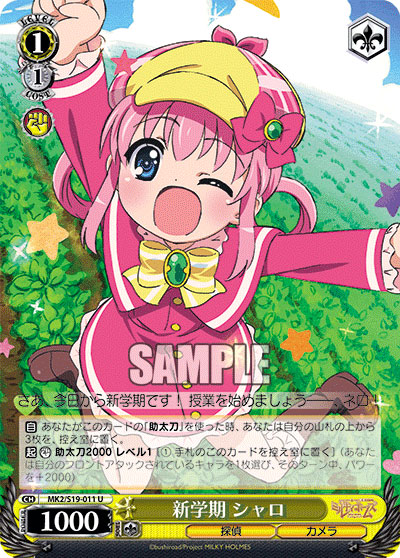 LEVEL
1
1
COST
SAMPLE
さあ、今日から新学期です! 授業を始めましょう―― ネロ!
自 あなたがこのカードの「助太刀」を使った時、あなたは自分の山札の上から
3枚を、控え室に置く。
起 助太刀2000 レベル1 [① 手札のこのカードを控え室に置く] (あなた
は自分のフロントアタックされているキャラを1枚選び、そのターン中、パワー
を+2000)
CH MK2/S19-011 U
1000
新学期 シャロ
探偵 カメラ
©bushiroad/Project MILKY HOLMES